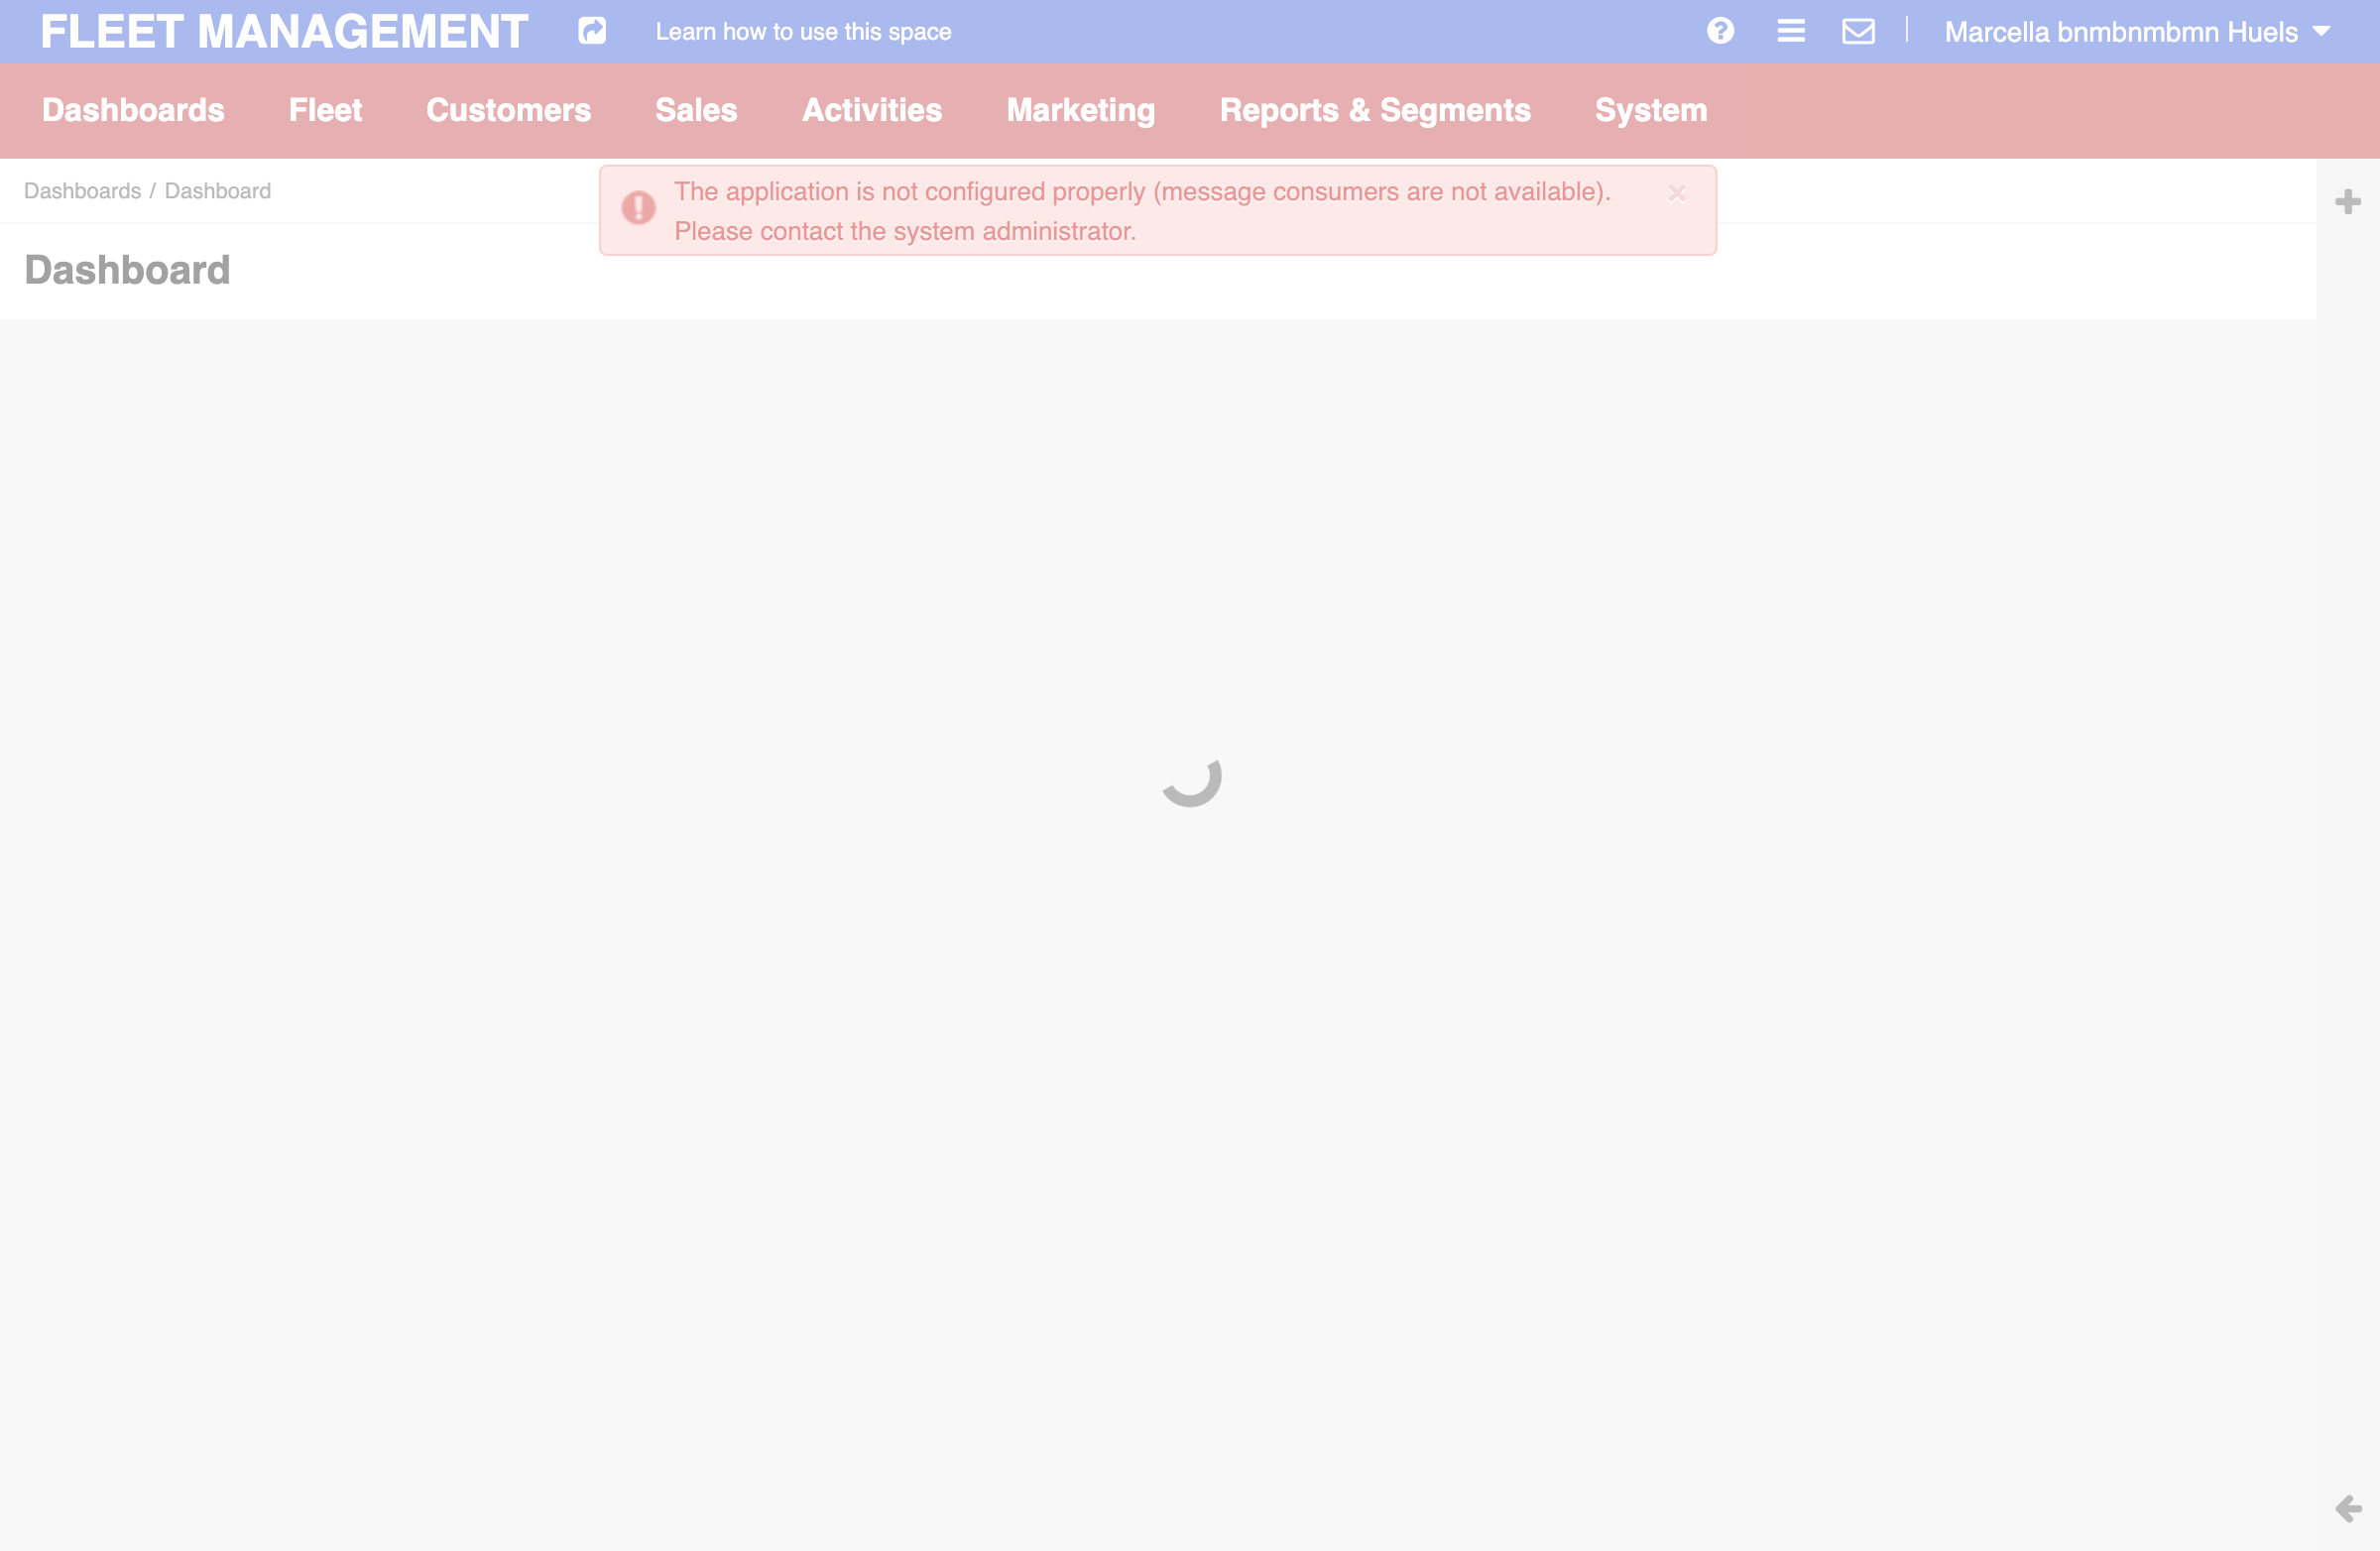 FLEET MANAGEMENT
Learn how to use this space
Marcella bnmbnmbmn Huels
Dashboards Fleet Customers Sales Activities Marketing Reports & Segments System
Dashboards / Dashboard
The application is not configured properly (message consumers are not available).
Please contact the system administrator.
Dashboard